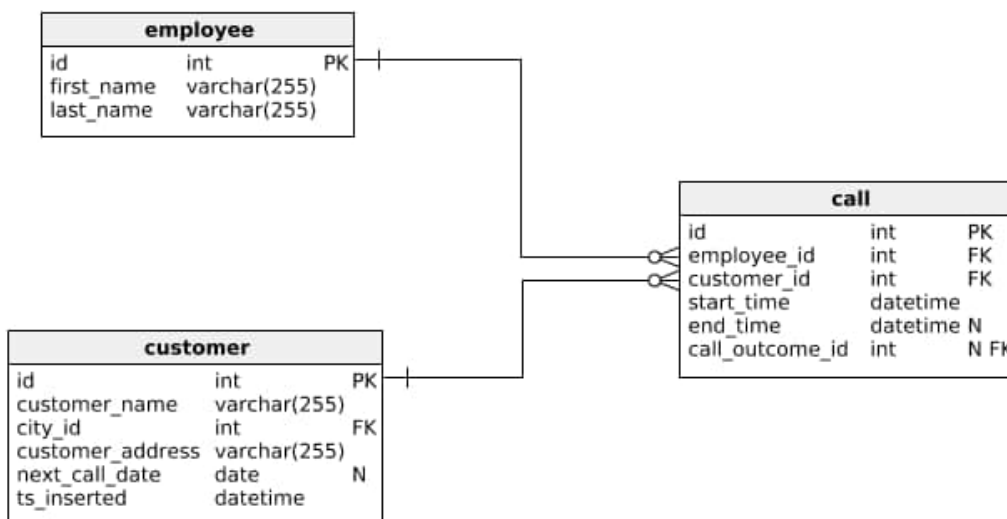 employee
id int PK
first_name varchar(255)
last_name varchar(255)
call
id int PK
employee_id int FK
customer_id int FK
start_time datetime
end_time datetime N
call_outcome_id int N FK
customer
id int PK
customer_name varchar(255)
city_id int FK
customer_address varchar(255)
next_call_date date N
ts_inserted datetime